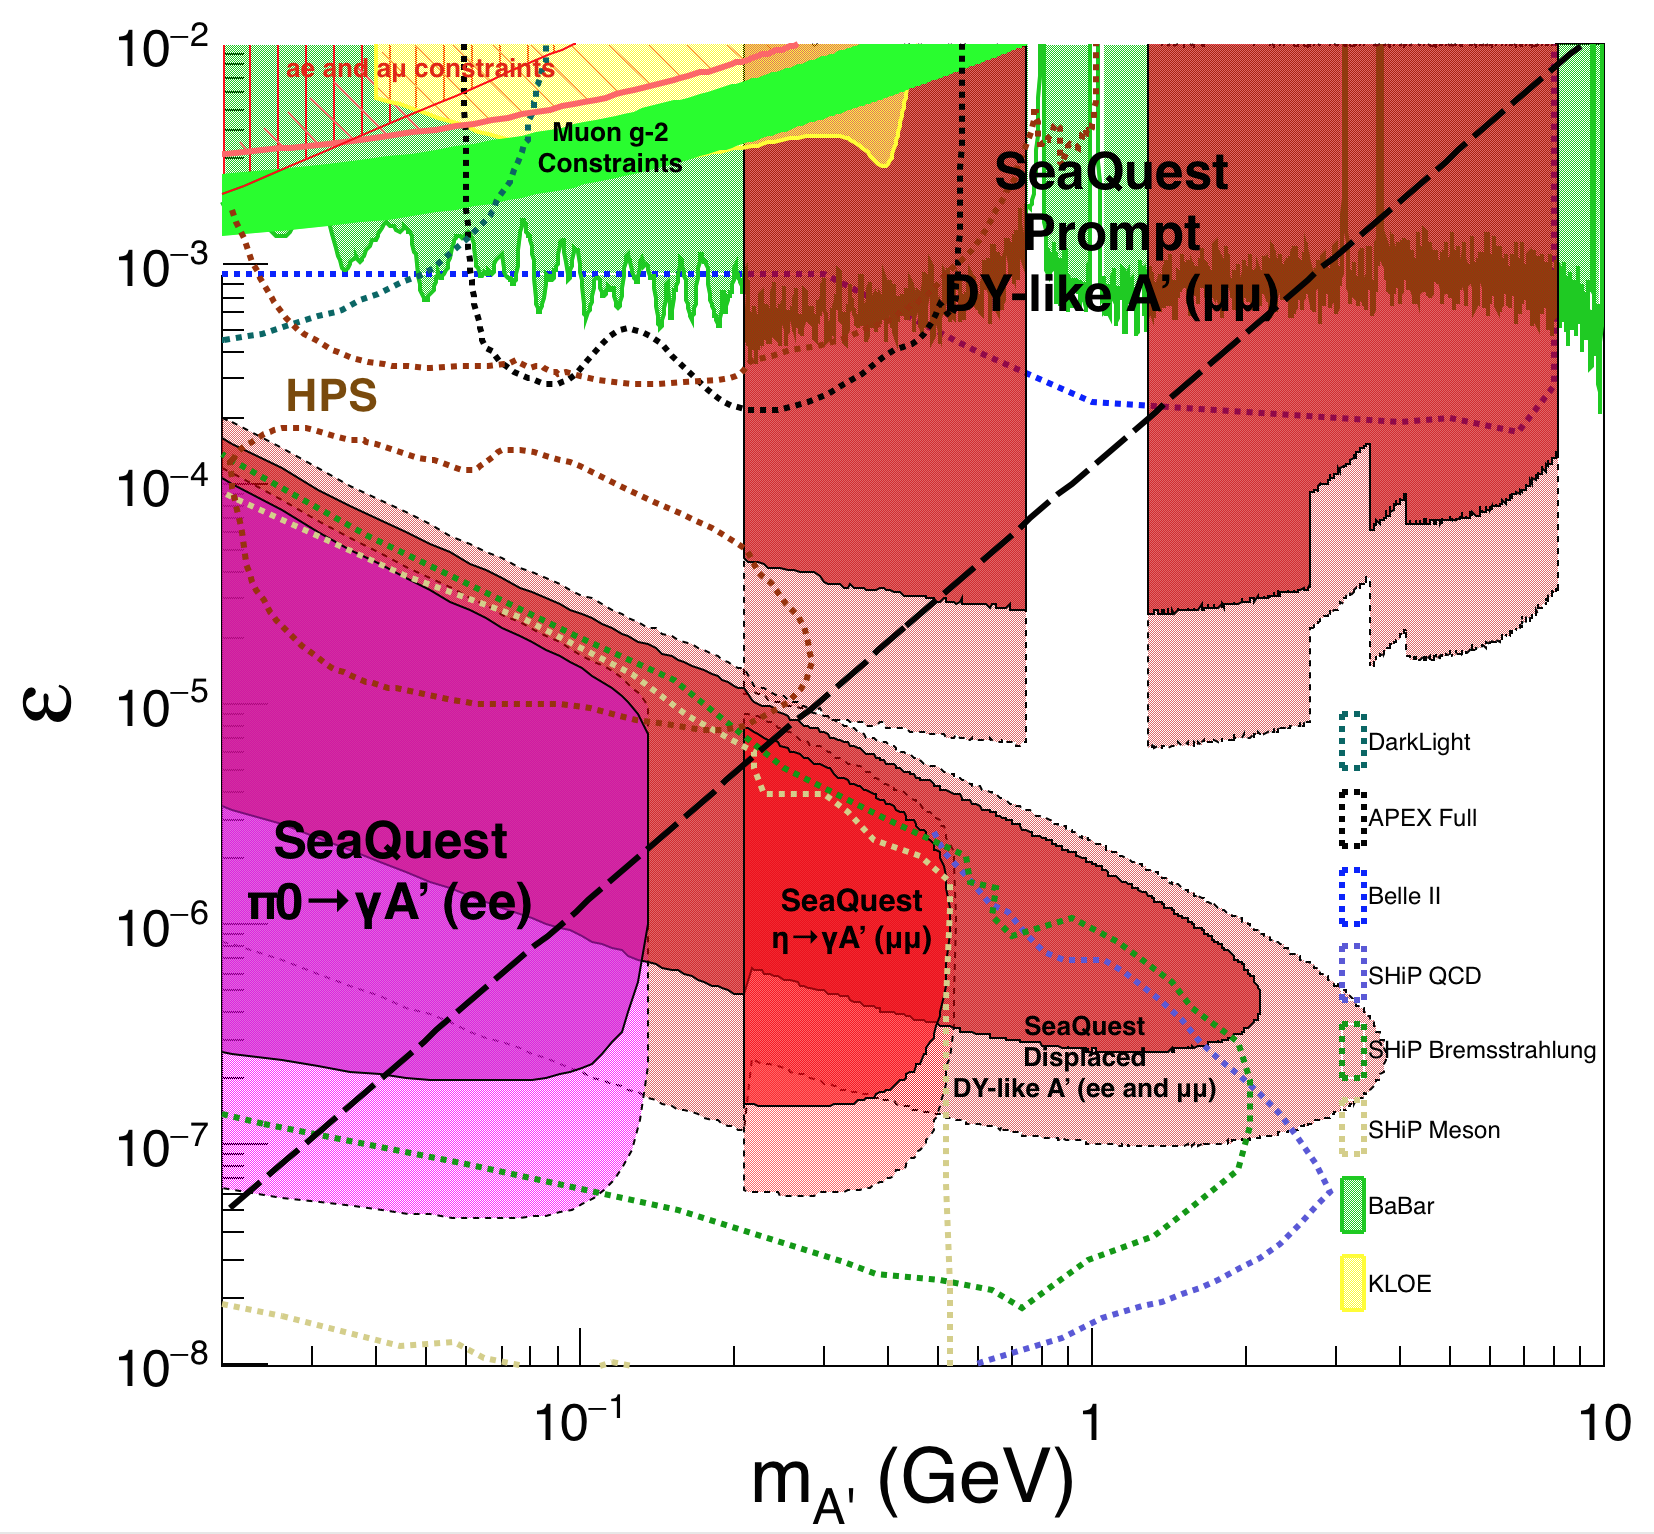 10⁻²
ae and aμ constraints
Muon g-2
Constraints
SeaQuest
Prompt
DY-like A’ (μμ)
10⁻³
HPS
10⁻⁴
ε
10⁻⁵
DarkLight
APEX Full
SeaQuest
π0→γA’ (ee)
SeaQuest
η→γA’ (μμ)
Belle II
10⁻⁶
SHiP QCD
SeaQuest
Displaced
DY-like A’ (ee and μμ)
SHiP Bremsstrahlung
10⁻⁷
SHiP Meson
BaBar
KLOE
10⁻⁸
10⁻¹ 1 10
m_A' (GeV)